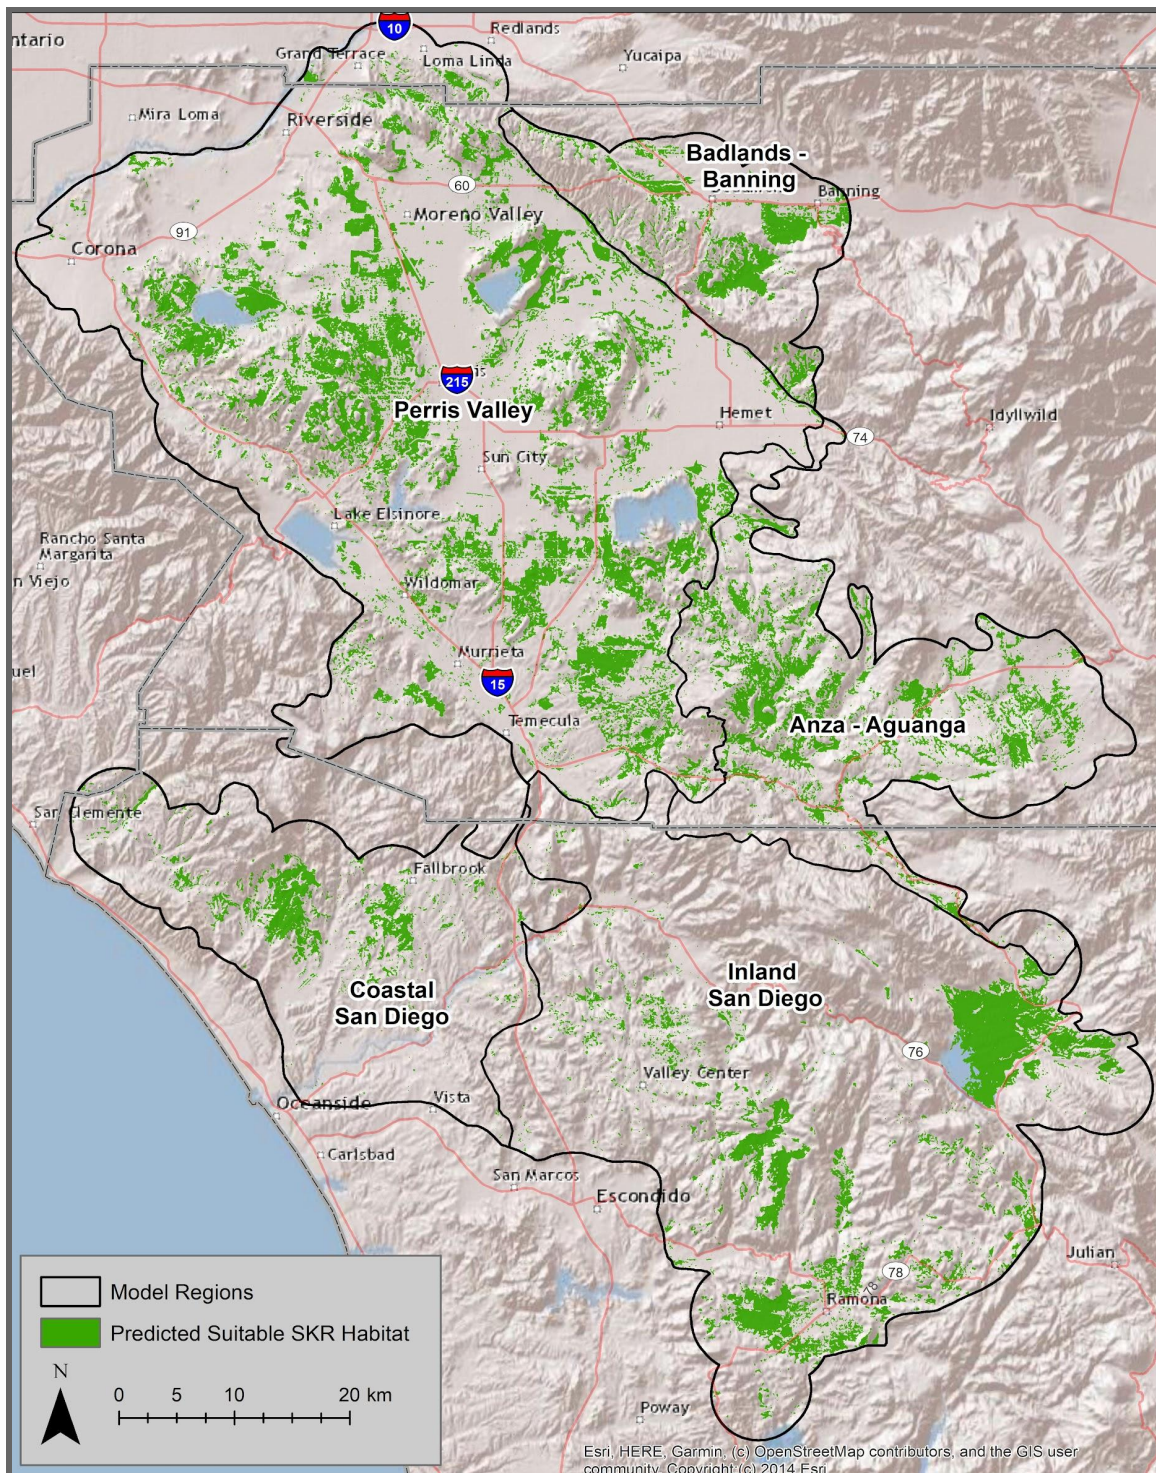 10
Redlands
ntario
Grand Terrace
Loma Linda
Yucaipa
Mira Loma
Riverside
Badlands -
Banning
60
Banning
Moreno Valley
91
Corona
215
is
Perris Valley
Hemet
Idyllwild
74
Sun City
Lake Elsinore
Rancho Santa
Margarita
n Viejo
Wildomar
Murrieta
uel
15
Temecula
Anza - Aguanga
San Clemente
Fallbrook
Inland
San Diego
Coastal
San Diego
76
Valley Center
Oceanside
Vista
Carlsbad
San Marcos
Escondido
Julian
78
78
Ramona
Poway
Model Regions
Predicted Suitable SKR Habitat
N
0 5 10 20 km
Esri, HERE, Garmin, (c) OpenStreetMap contributors, and the GIS user
community, Copyright (c) 2014 Esri